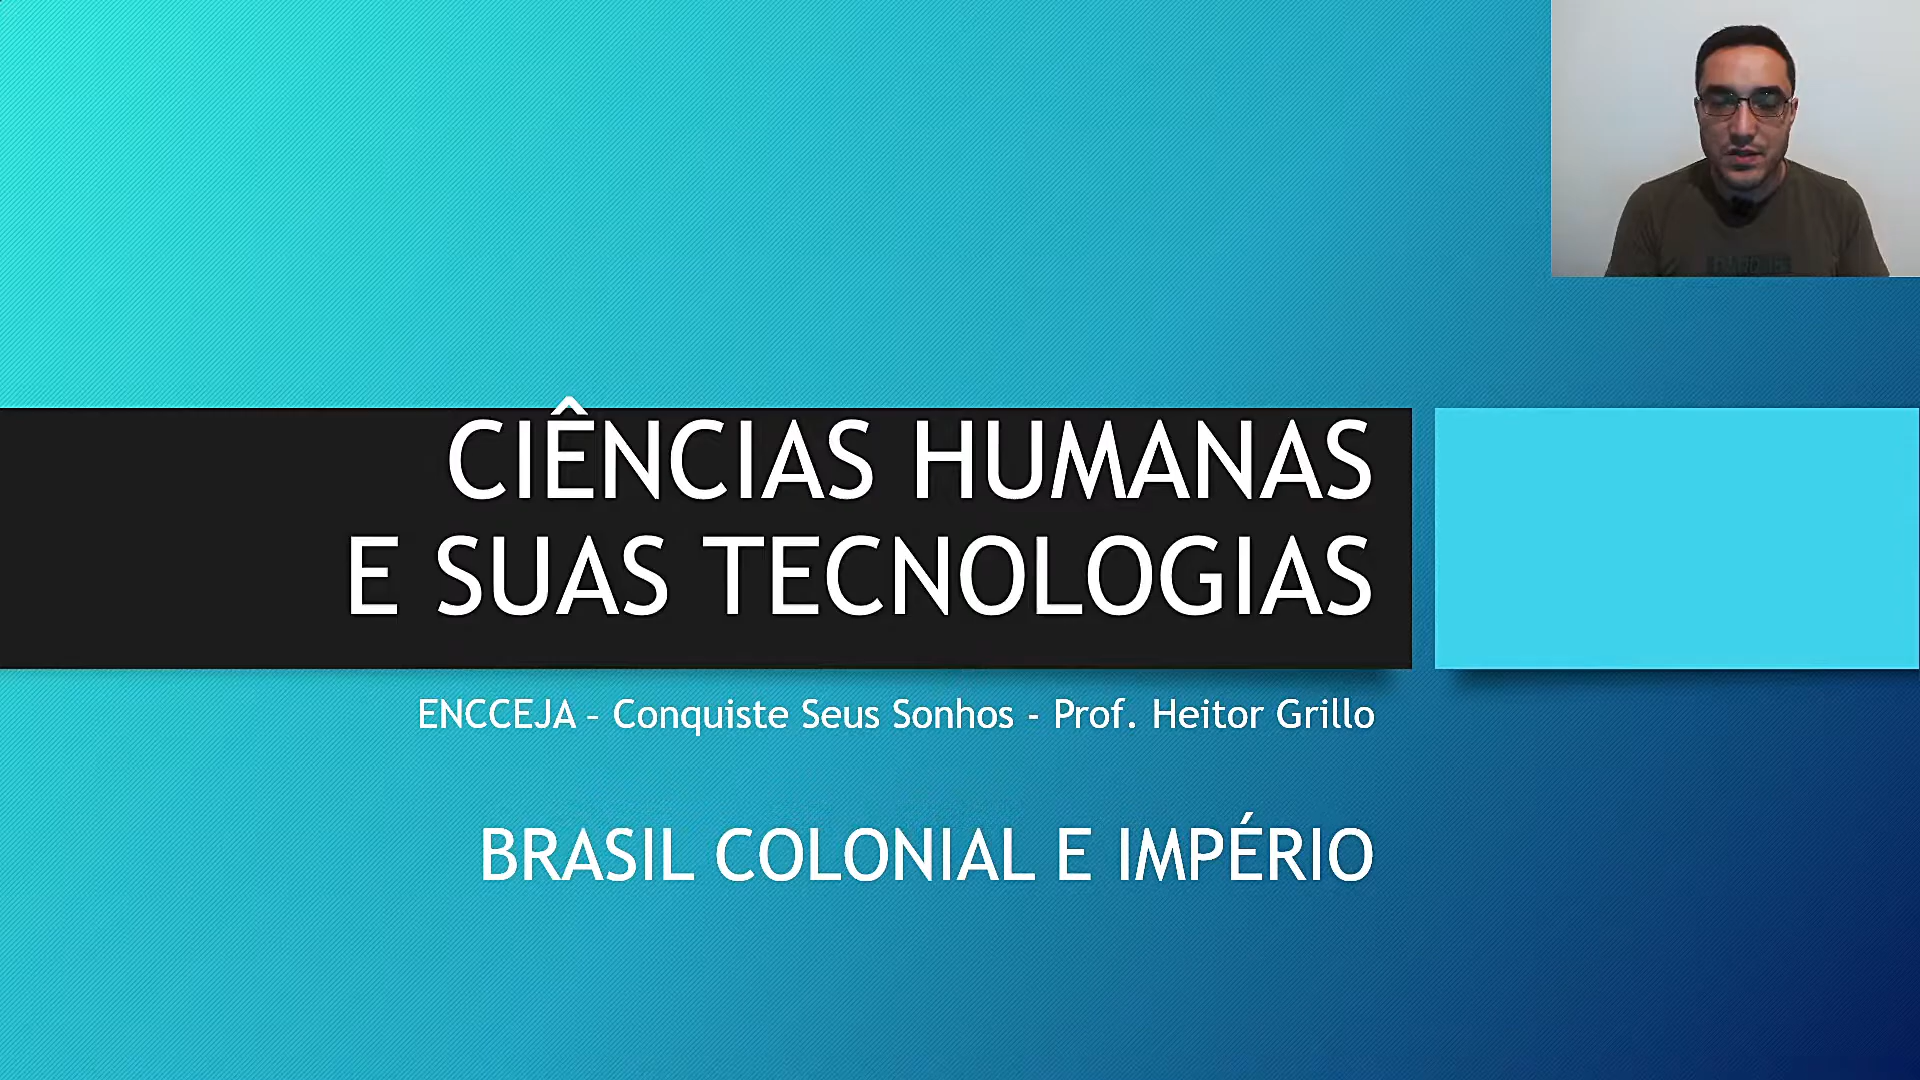 CIÊNCIAS HUMANAS
E SUAS TECNOLOGIAS
ENCCEJA – Conquiste Seus Sonhos - Prof. Heitor Grillo
BRASIL COLONIAL E IMPÉRIO